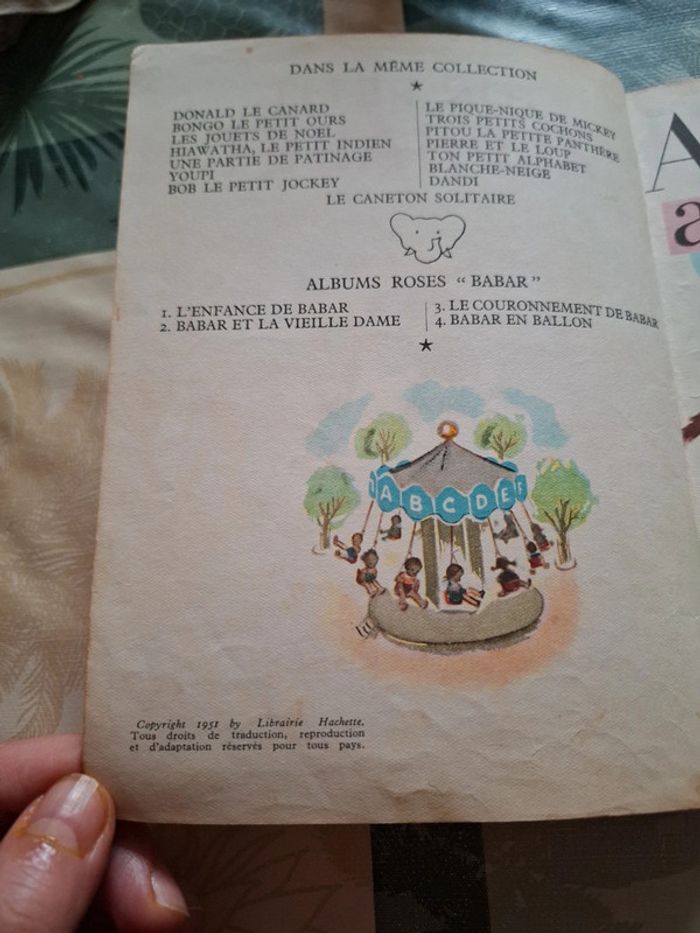 DANS LA MÊME COLLECTION
DONALD LE CANARD
BONGO LE PETIT OURS
LES JOUETS DE NOEL
HIAWATHA, LE PETIT INDIEN
UNE PARTIE DE PATINAGE
YOUPI
BOB LE PETIT JOCKEY
LE PIQUE-NIQUE DE MICKEY
TROIS PETITS COCHONS
PITOU LA PETITE PANTHÈRE
PIERRE ET LE LOUP
TON PETIT ALPHABET
BLANCHE-NEIGE
DANDI
LE CANETON SOLITAIRE
ALBUMS ROSES "BABAR"
1. L'ENFANCE DE BABAR
2. BABAR ET LA VIEILLE DAME
3. LE COURONNEMENT DE BABAR
4. BABAR EN BALLON
A B C D E F
Copyright 1951 by Librairie Hachette.
Tous droits de traduction, reproduction
et d'adaptation réservés pour tous pays.
A
a